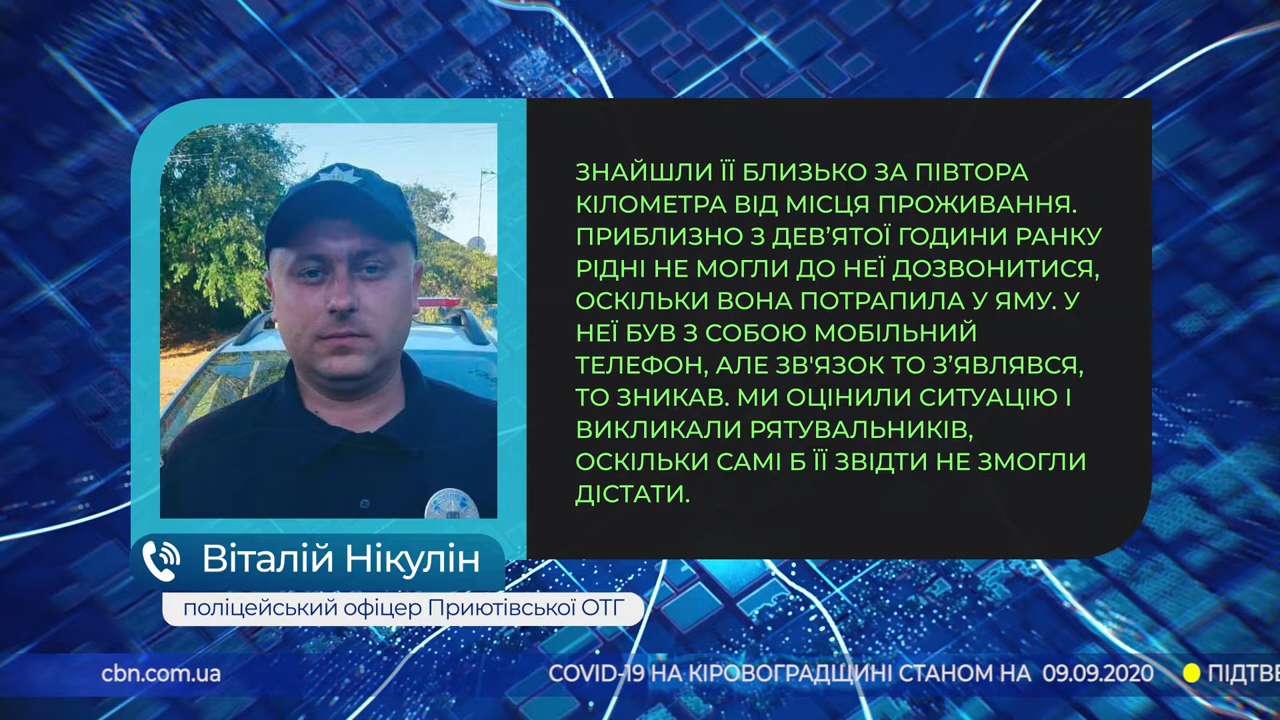 ЗНАЙШЛИ ЇЇ БЛИЗЬКО ЗА ПІВТОРА
КІЛОМЕТРА ВІД МІСЦЯ ПРОЖИВАННЯ.
ПРИБЛИЗНО З ДЕВ’ЯТОЇ ГОДИНИ РАНКУ
РІДНІ НЕ МОГЛИ ДО НЕЇ ДОЗВОНИТИСЯ,
ОСКІЛЬКИ ВОНА ПОТРАПИЛА У ЯМУ. У
НЕЇ БУВ З СОБОЮ МОБІЛЬНИЙ
ТЕЛЕФОН, АЛЕ ЗВ'ЯЗОК ТО З’ЯВЛЯВСЯ,
ТО ЗНИКАВ. МИ ОЦІНИЛИ СИТУАЦІЮ І
ВИКЛИКАЛИ РЯТУВАЛЬНИКІВ,
ОСКІЛЬКИ САМІ Б ЇЇ ЗВІДТИ НЕ ЗМОГЛИ
ДІСТАТИ.
Віталій Нікулін
поліцейський офіцер Приютівської ОТГ
cbn.com.ua
COVID-19 НА КІРОВОГРАДЩИНІ СТАНОМ НА 09.09.2020